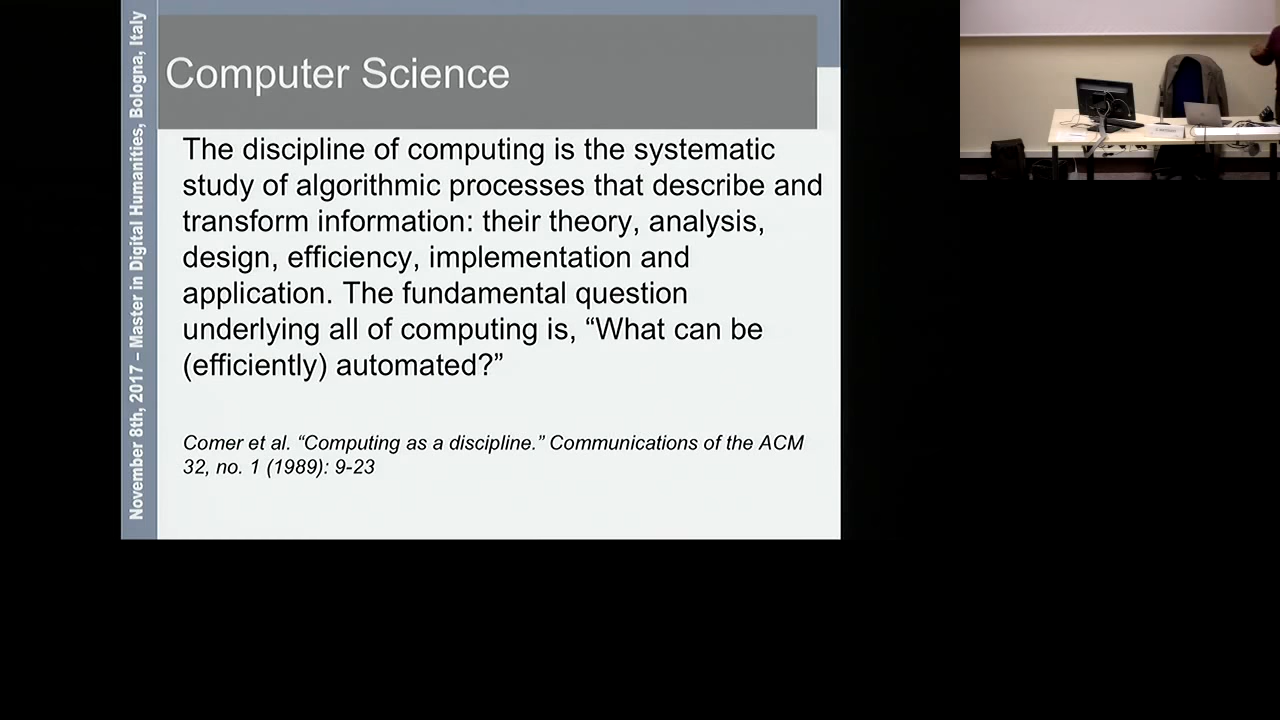 Computer Science
The discipline of computing is the systematic
study of algorithmic processes that describe and
transform information: their theory, analysis,
design, efficiency, implementation and
application. The fundamental question
underlying all of computing is, “What can be
(efficiently) automated?”
Comer et al. “Computing as a discipline.” Communications of the ACM
32, no. 1 (1989): 9-23
November 8th, 2017 – Master in Digital Humanities, Bologna, Italy